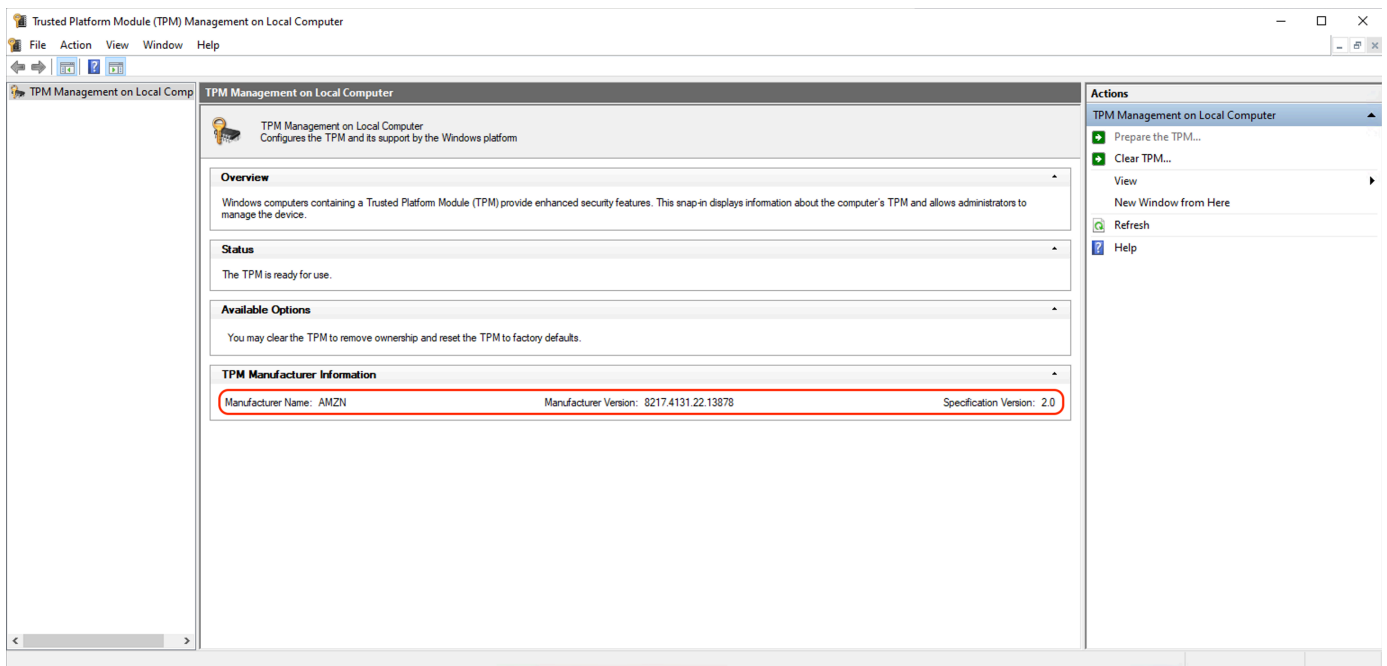 Trusted Platform Module (TPM) Management on Local Computer
File Action View Window Help
TPM Management on Local Comp
TPM Management on Local Computer
TPM Management on Local Computer
Configures the TPM and its support by the Windows platform
Overview
Windows computers containing a Trusted Platform Module (TPM) provide enhanced security features. This snap-in displays information about the computer's TPM and allows administrators to
manage the device.
Status
The TPM is ready for use.
Available Options
You may clear the TPM to remove ownership and reset the TPM to factory defaults.
TPM Manufacturer Information
Manufacturer Name: AMZN Manufacturer Version: 8217.4131.22.13878 Specification Version: 2.0
Actions
TPM Management on Local Computer
Prepare the TPM...
Clear TPM...
View
New Window from Here
Refresh
Help